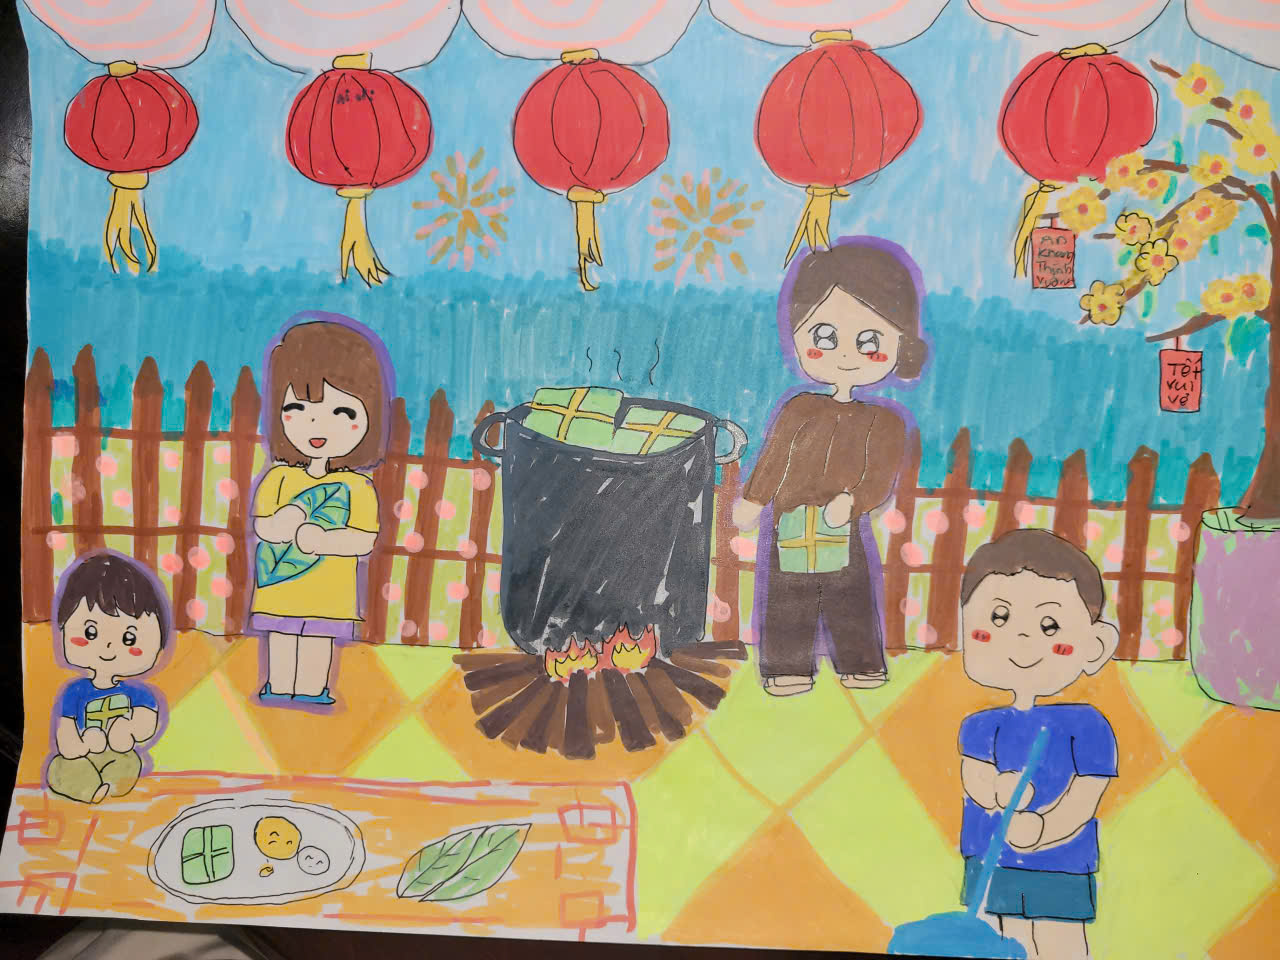 An
Khang
Thịnh
Vượng
Tết
vui
vẻ